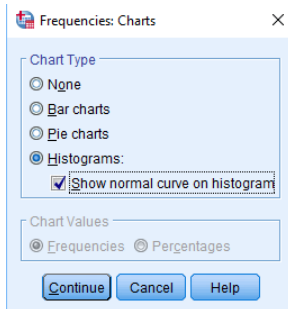 Frequencies: Charts
Chart Type
None
Bar charts
Pie charts
Histograms:
Show normal curve on histogram
Chart Values
Frequencies Percentages
Continue Cancel Help